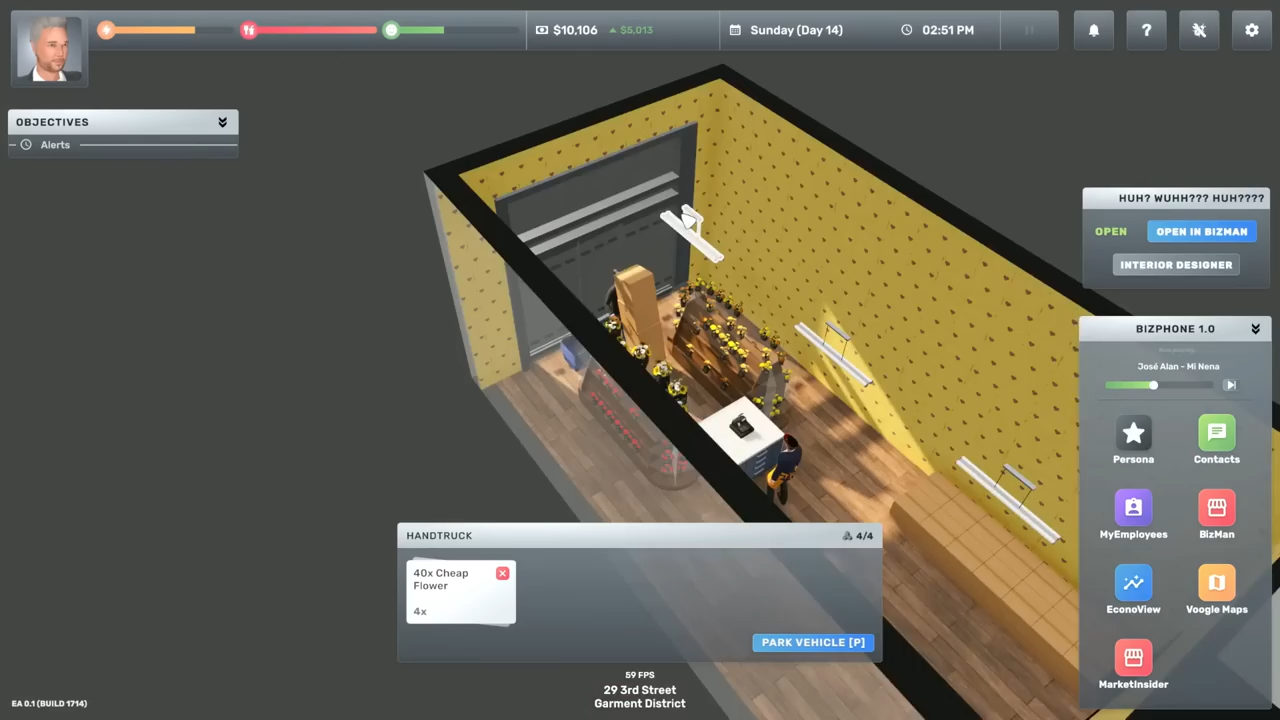 $10,106
$5,013
Sunday (Day 14)
02:51 PM
OBJECTIVES
Alerts
HUH? WUHH??? HUH????
OPEN
OPEN IN BIZMAN
INTERIOR DESIGNER
BIZPHONE 1.0
José Alan - Mi Nena
Persona
Contacts
MyEmployees
BizMan
EconoView
Voogle Maps
MarketInsider
HANDTRUCK
4/4
40x Cheap
Flower
4x
PARK VEHICLE [P]
59 FPS
29 3rd Street
Garment District
EA 0.1 (BUILD 1714)